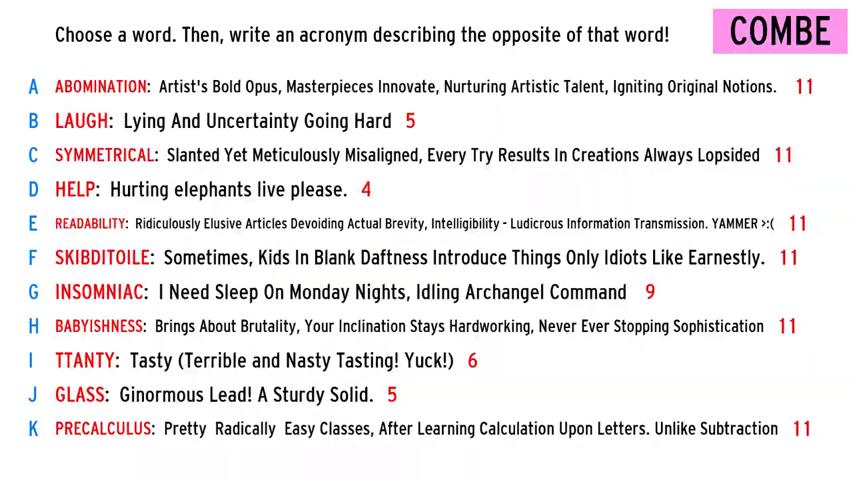 Choose a word. Then, write an acronym describing the opposite of that word!
COMBE
A ABOMINATION: Artist's Bold Opus, Masterpieces Innovate, Nurturing Artistic Talent, Igniting Original Notions. 11
B LAUGH: Lying And Uncertainty Going Hard 5
C SYMMETRICAL: Slanted Yet Meticulously Misaligned, Every Try Results In Creations Always Lopsided 11
D HELP: Hurting elephants live please. 4
E READABILITY: Ridiculously Elusive Articles Devoiding Actual Brevity, Intelligibility - Ludicrous Information Transmission. YAMMER >:( 11
F SKIBDITOILE: Sometimes, Kids In Blank Daftness Introduce Things Only Idiots Like Earnestly. 11
G INSOMNIAC: I Need Sleep On Monday Nights, Idling Archangel Command 9
H BABYISHNESS: Brings About Brutality, Your Inclination Stays Hardworking, Never Ever Stopping Sophistication 11
I TTANTY: Tasty (Terrible and Nasty Tasting! Yuck!) 6
J GLASS: Ginormous Lead! A Sturdy Solid. 5
K PRECALCULUS: Pretty Radically Easy Classes, After Learning Calculation Upon Letters. Unlike Subtraction 11